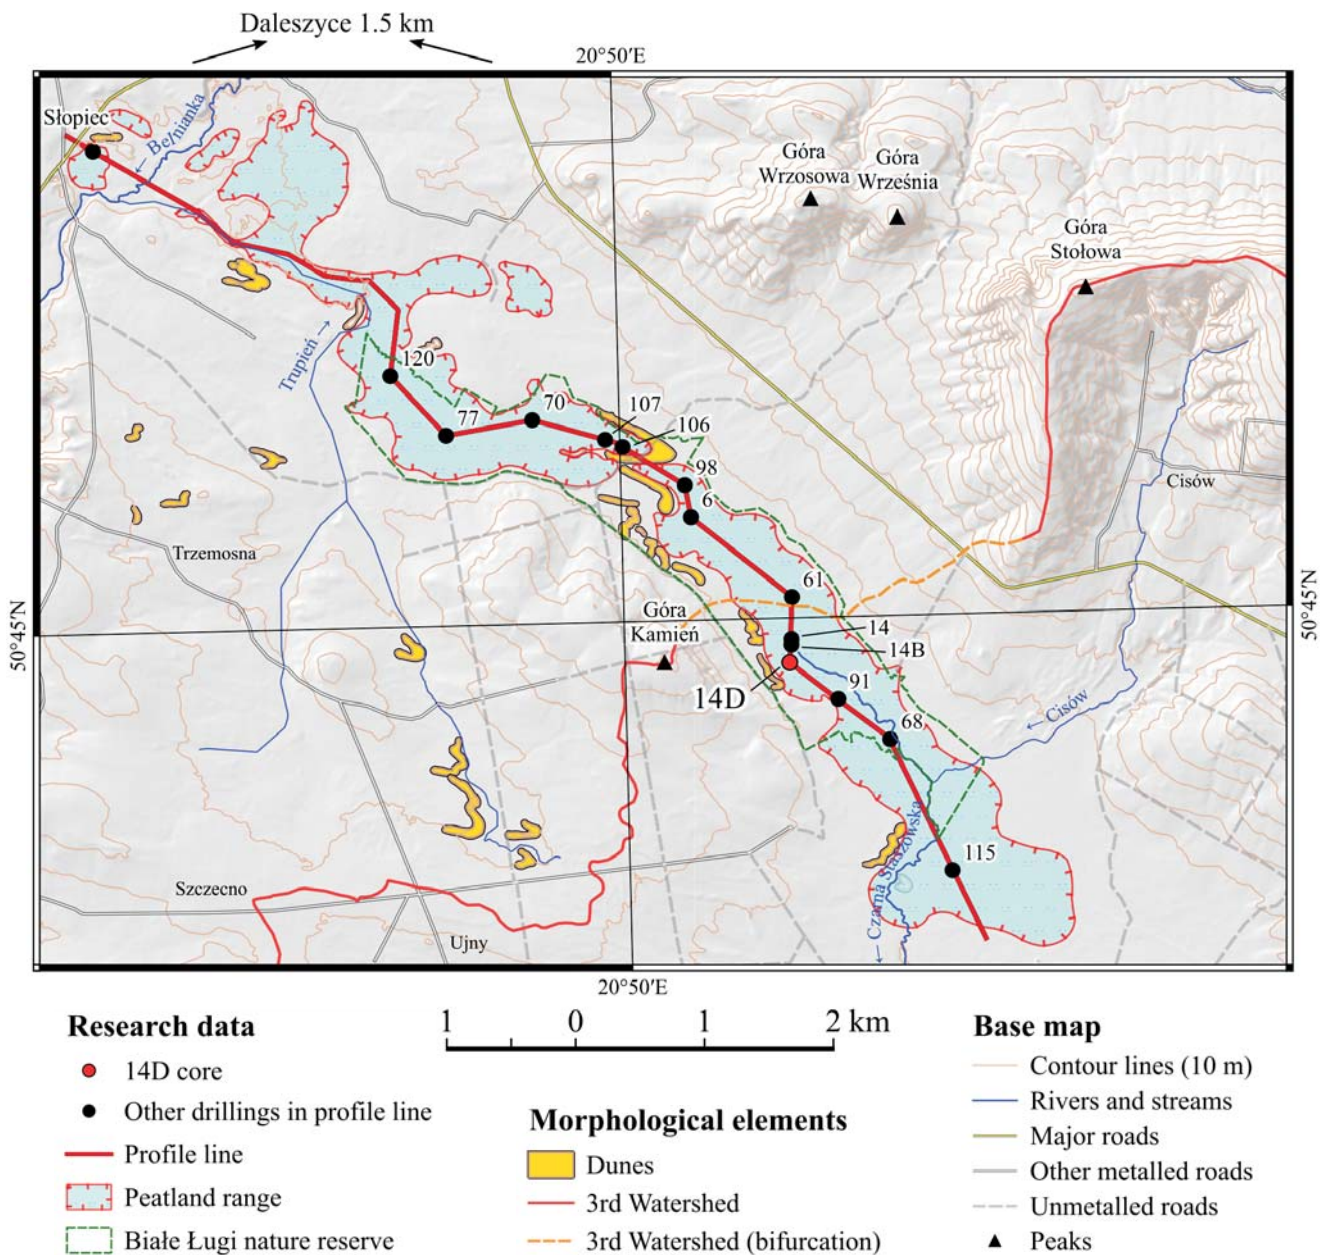 Daleszyce 1.5 km
20°50'E
Słopiec
← Bełnianka
Góra
Wrzosowa
Góra
Wrześnía
Góra
Stołowa
Trupień →
120
77
70
107
106
98
6
Cisów
Trzemosna
61
50°45'N
50°45'N
Góra
Kamień
14
14B
14D
91
68
← Cisów
← Czarna Staszowska
115
Szczecno
Ujny
20°50'E
Research data
14D core
Other drillings in profile line
Profile line
Peatland range
Białe Ługi nature reserve
1 0 1 2 km
Morphological elements
Dunes
3rd Watershed
3rd Watershed (bifurcation)
Base map
Contour lines (10 m)
Rivers and streams
Major roads
Other metalled roads
Unmetalled roads
Peaks